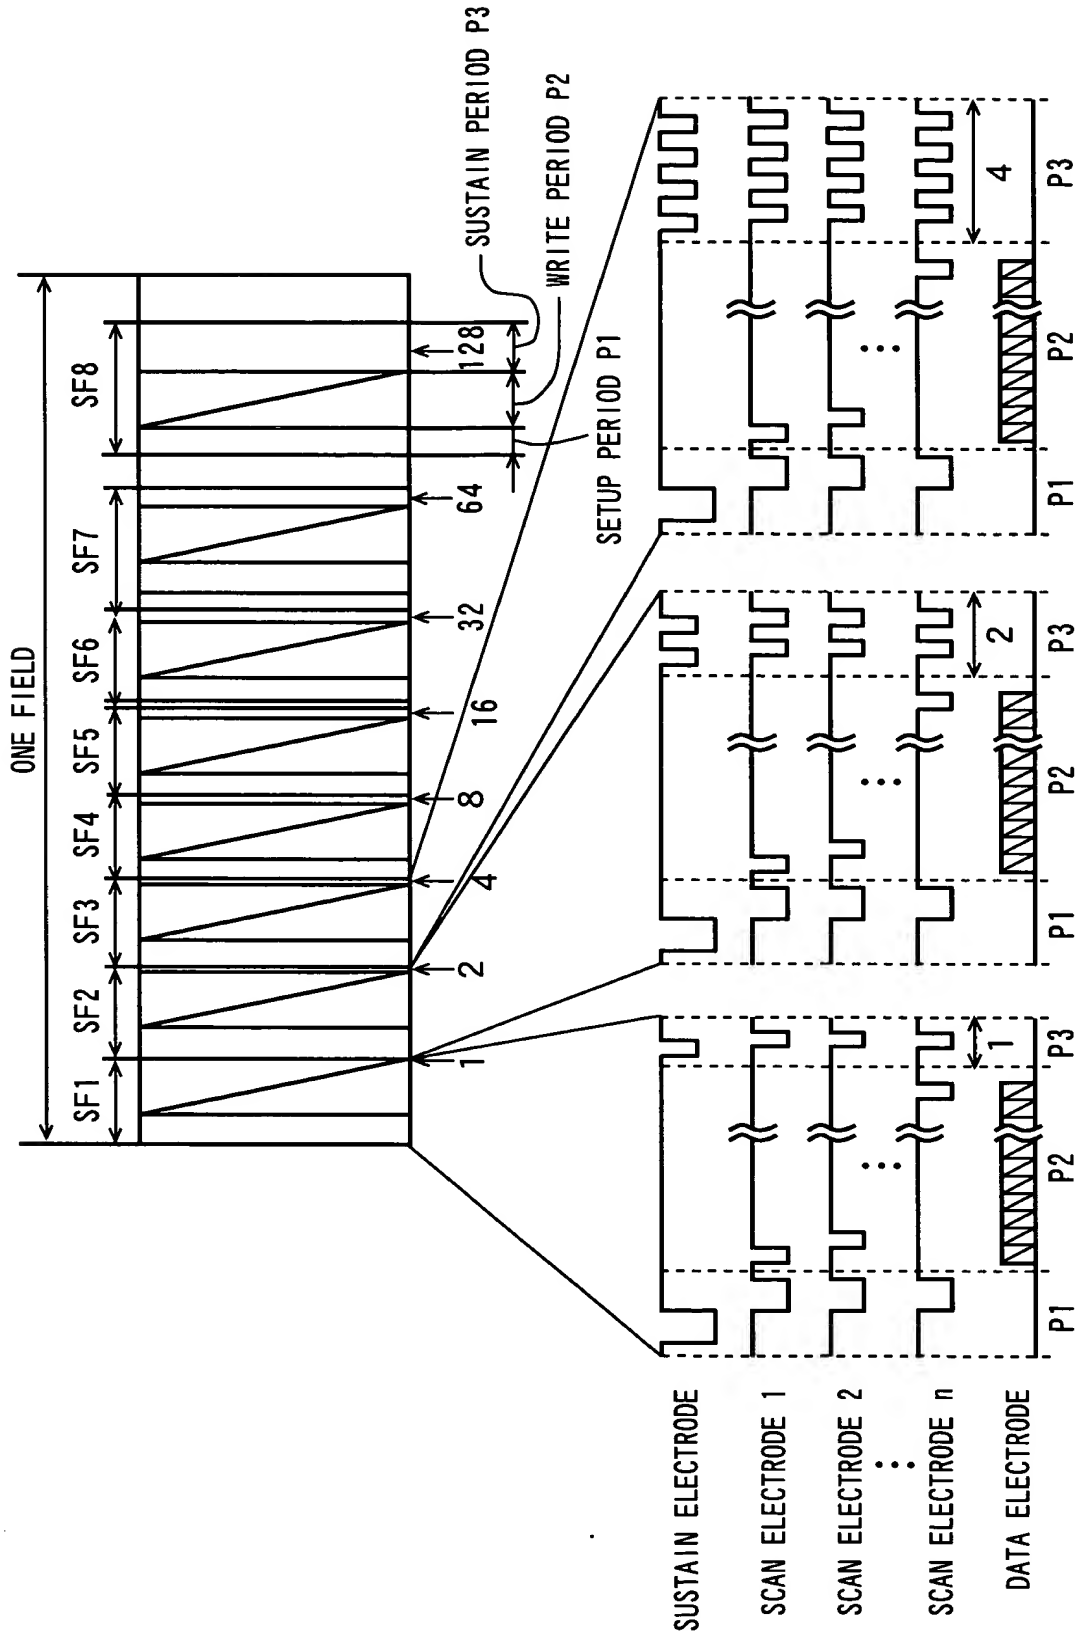 ONE FIELD
SF1 SF2 SF3 SF4 SF5 SF6 SF7 SF8
1 2 4 8 16 32 64 128
SUSTAIN PERIOD P3
WRITE PERIOD P2
SETUP PERIOD P1
SUSTAIN ELECTRODE
SCAN ELECTRODE 1
SCAN ELECTRODE 2
SCAN ELECTRODE n
1 2 4
DATA ELECTRODE
P1 P2 P3 P1 P2 P3 P1 P2 P3